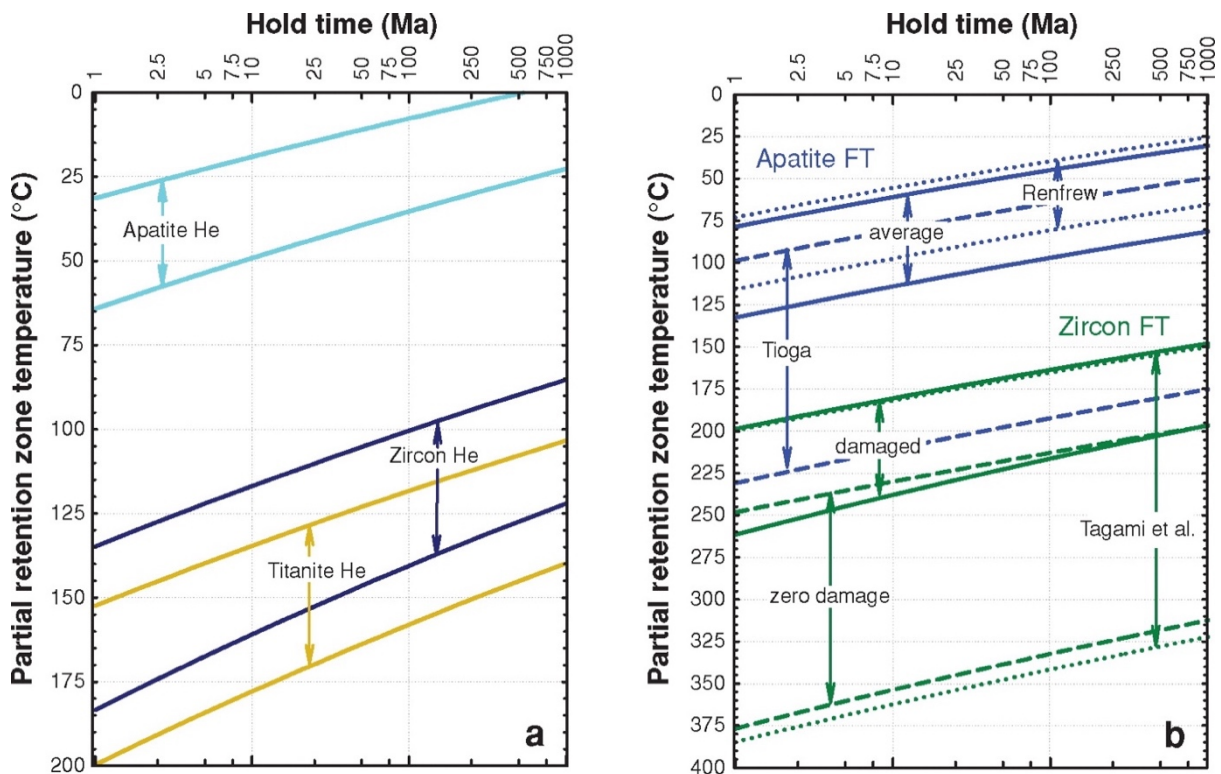 Hold time (Ma)
1 2.5 5 7.5 10 25 50 75 100 250 500 1000
Partial retention zone temperature (°C)
0
25
50
75
100
125
150
175
200
Apatite He
Zircon He
Titanite He
a
Hold time (Ma)
1 2.5 5 7.5 10 25 50 75 100 250 500 1000
Partial retention zone temperature (°C)
0
25
50
75
100
125
150
175
200
225
250
275
300
325
350
375
400
Apatite FT
Renfrew
average
Tioga
Zircon FT
damaged
Tagami et al.
zero damage
b